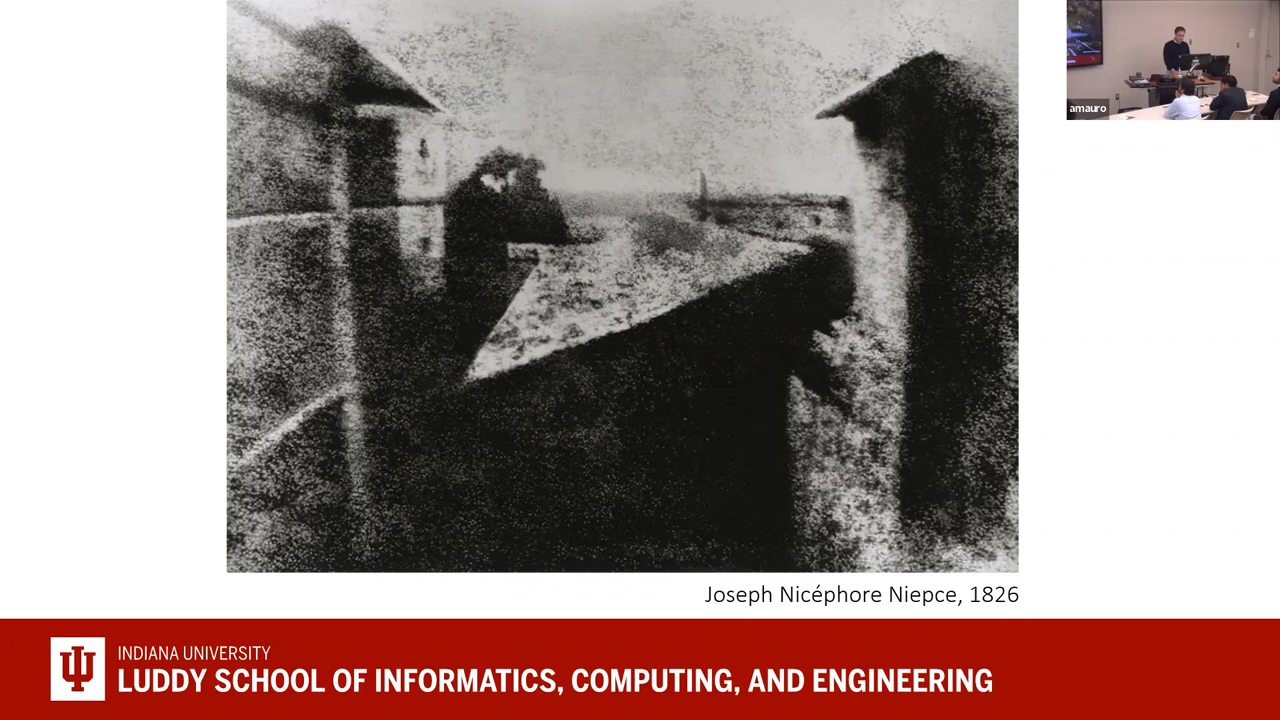 amauro
Joseph Nicéphore Niepce, 1826
INDIANA UNIVERSITY
LUDDY SCHOOL OF INFORMATICS, COMPUTING, AND ENGINEERING